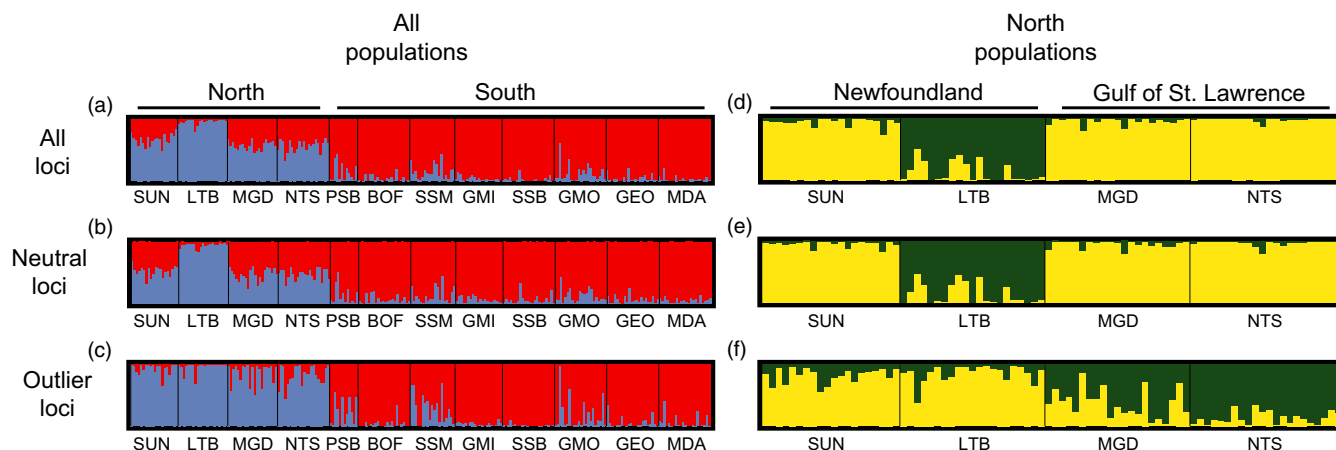 All
populations
North
populations
North
South
Newfoundland
Gulf of St. Lawrence
(a)
All
loci
SUN LTB MGD NTS PSB BOF SSM GMI SSB GMO GEO MDA
(d)
SUN LTB MGD NTS
(b)
Neutral
loci
SUN LTB MGD NTS PSB BOF SSM GMI SSB GMO GEO MDA
(e)
SUN LTB MGD NTS
(c)
Outlier
loci
SUN LTB MGD NTS PSB BOF SSM GMI SSB GMO GEO MDA
(f)
SUN LTB MGD NTS